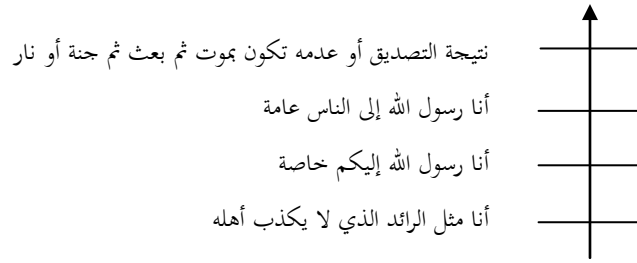 نتيجة التصديق أو عدمه تكون بموت ثم بعث ثم جنة أو نار
أنا رسول الله إلى الناس عامة
أنا رسول الله إليكم خاصة
أنا مثل الرائد الذي لا يكذب أهله